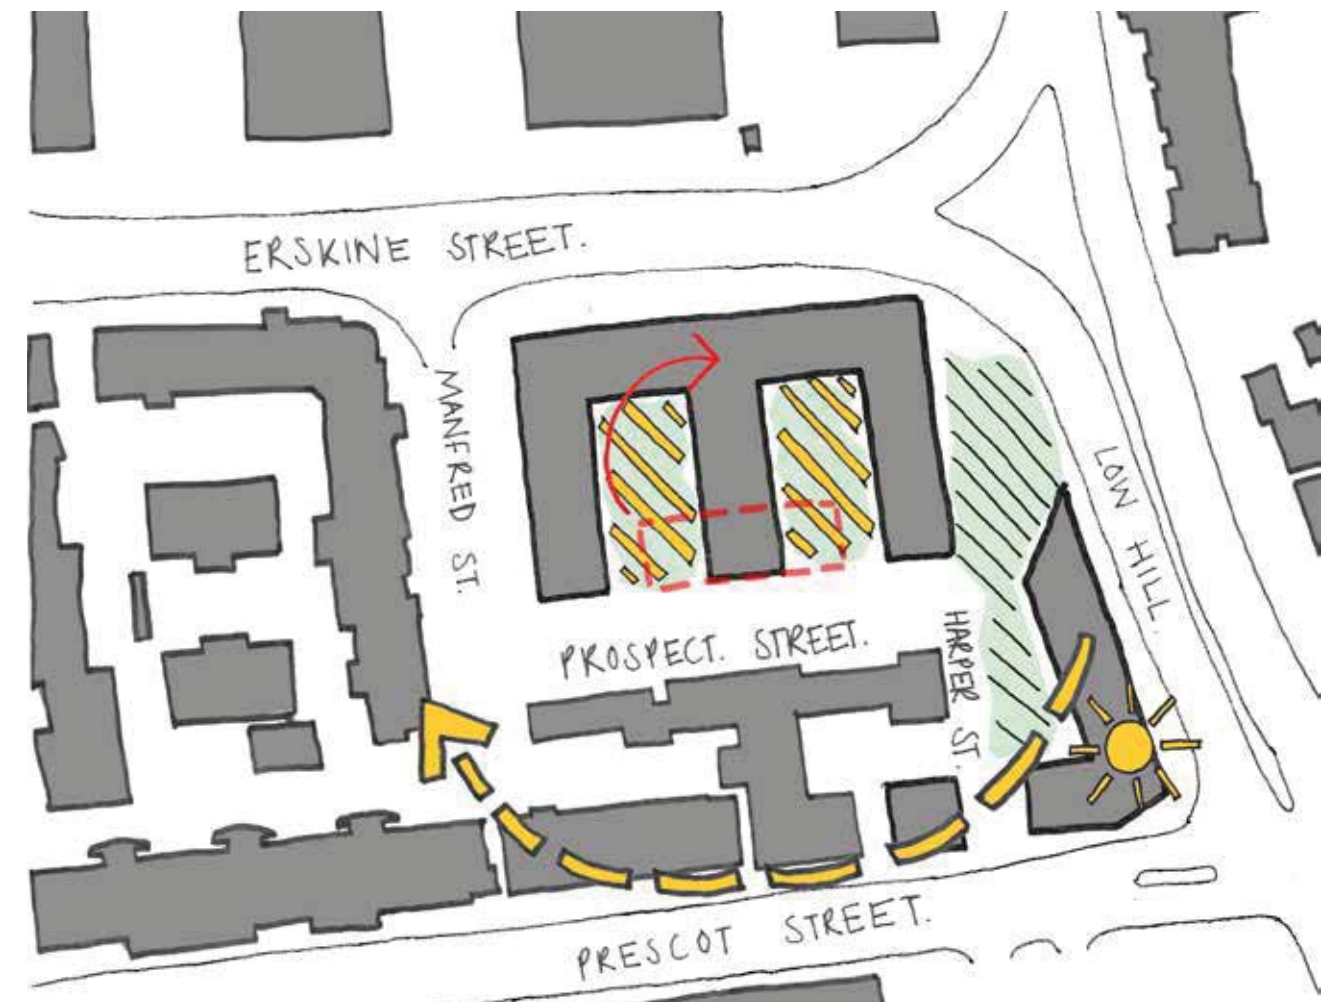 ERSKINE STREET.
MANFRED ST.
LOW HILL.
PROSPECT. STREET.
HARPER ST.
PRESCOT STREET.